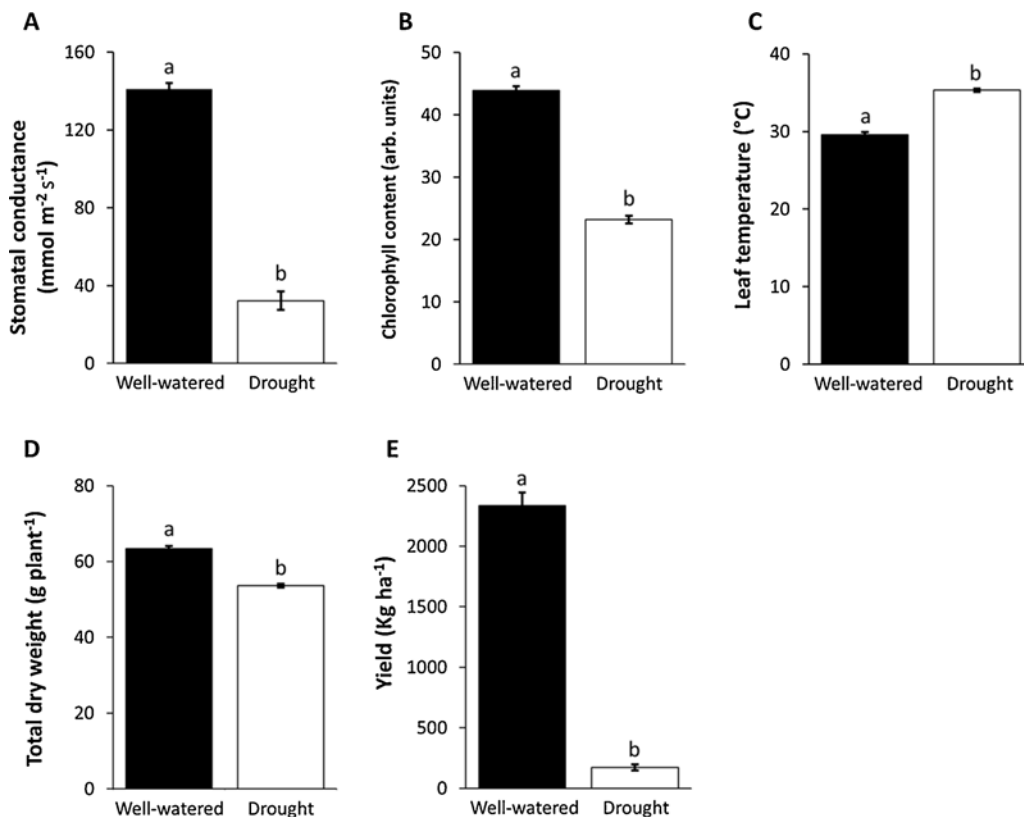 A
Stomatal conductance
(mmol m⁻² s⁻¹)
160
120
80
40
0
a
b
Well-watered
Drought
B
Chlorophyll content (arb. units)
50
40
30
20
10
0
a
b
Well-watered
Drought
C
Leaf temperature (°C)
40
30
20
10
0
a
b
Well-watered
Drought
D
Total dry weight (g plant⁻¹)
80
60
40
20
0
a
b
Well-watered
Drought
E
Yield (Kg ha⁻¹)
2500
2000
1500
1000
500
0
a
b
Well-watered
Drought